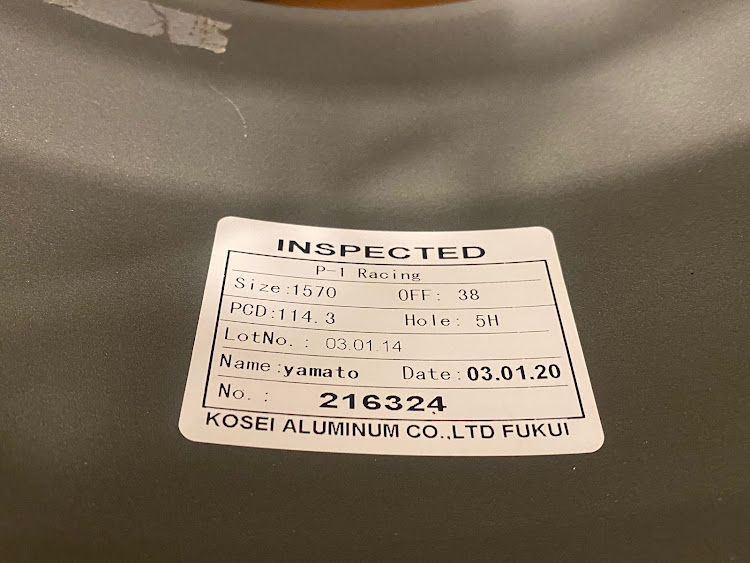 INSPECTED
P-1 Racing
Size:1570 OFF: 38
PCD:114.3 Hole: 5H
LotNo.: 03.01.14
Name:yamato Date:03.01.20
No.: 216324
KOSEI ALUMINUM CO.,LTD FUKUI